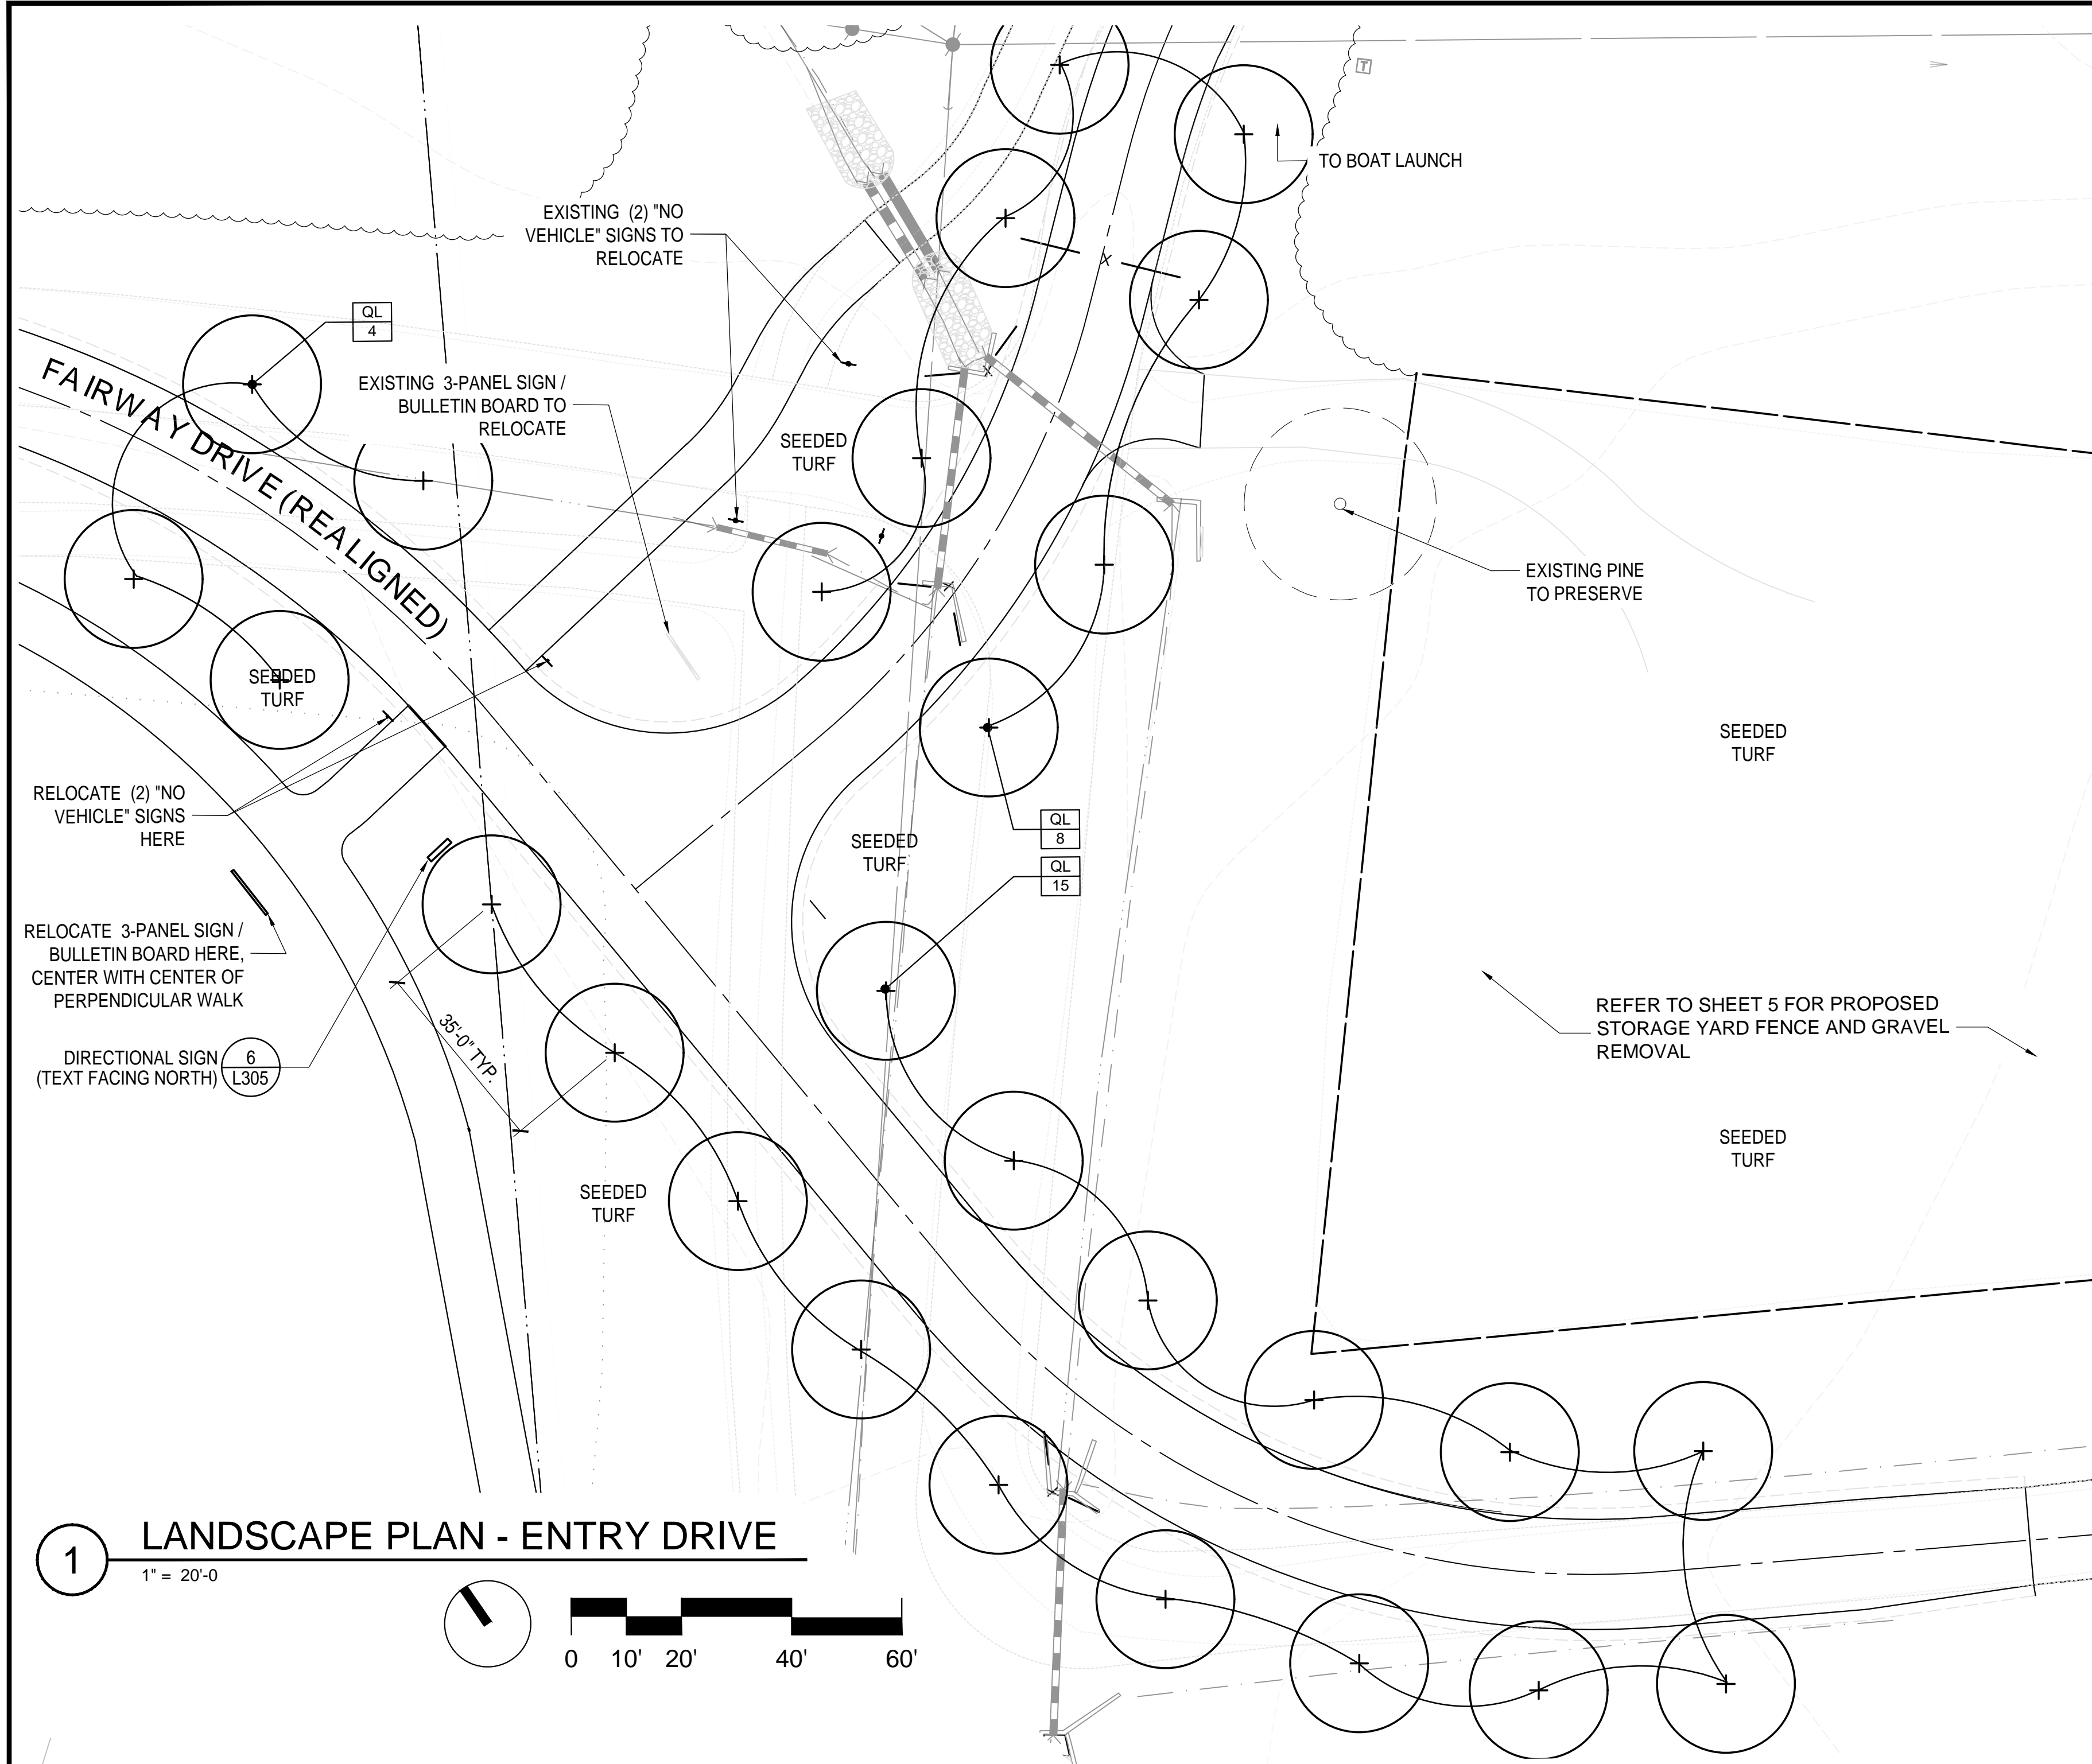 T
TO BOAT LAUNCH
EXISTING (2) "NO
VEHICLE" SIGNS TO
RELOCATE
X
QL
4
FAIRWAY DRIVE (REALIGNED)
EXISTING 3-PANEL SIGN /
BULLETIN BOARD TO
RELOCATE
SEEDED
TURF
EXISTING PINE
TO PRESERVE
SEEDED
TURF
SEEDED
TURF
RELOCATE (2) "NO
VEHICLE" SIGNS
HERE
QL
8
SEEDED
TURF
QL
15
RELOCATE 3-PANEL SIGN /
BULLETIN BOARD HERE,
CENTER WITH CENTER OF
PERPENDICULAR WALK
REFER TO SHEET 5 FOR PROPOSED
STORAGE YARD FENCE AND GRAVEL
REMOVAL
35'-0" TYP.
DIRECTIONAL SIGN
(TEXT FACING NORTH)
6
L305
SEEDED
TURF
SEEDED
TURF
1
LANDSCAPE PLAN - ENTRY DRIVE
1" = 20'-0
0 10' 20' 40' 60'